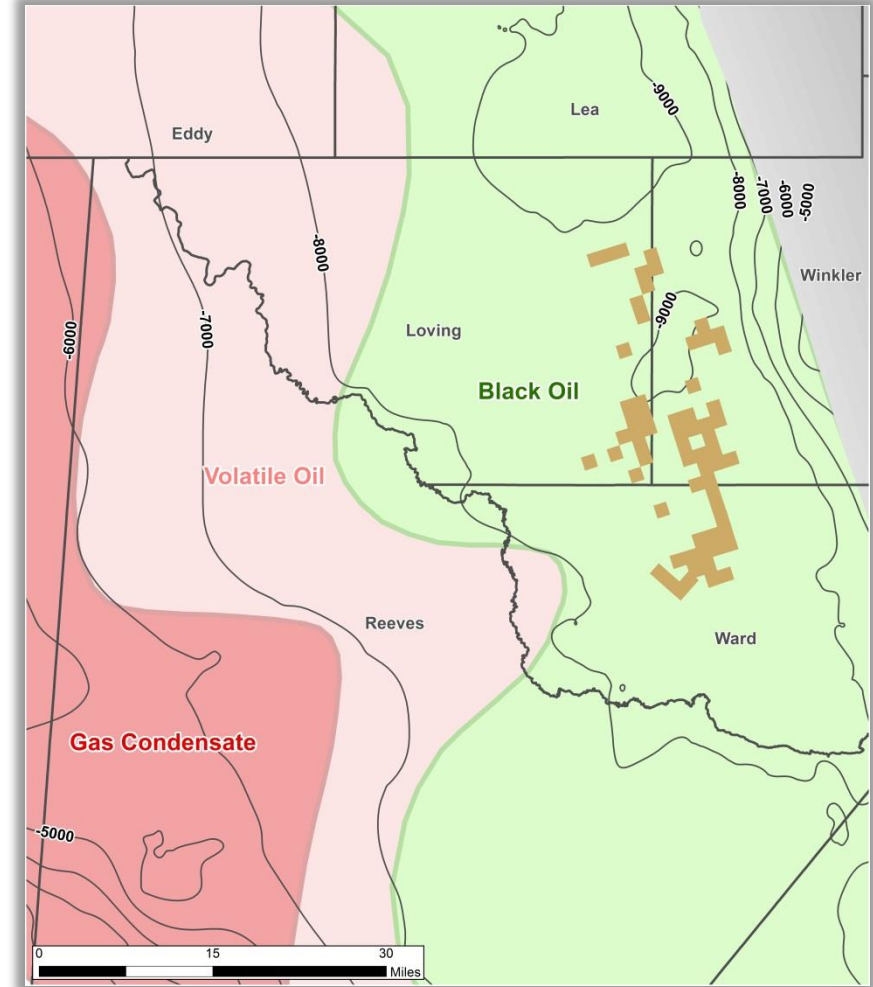 Eddy
Lea
-9000
-8000
-7000
-6000
-5000
-8000
Winkler
-9000
-7000
-6000
Loving
Black Oil
Volatile Oil
Reeves
Ward
Gas Condensate
-5000
0 15 30
Miles